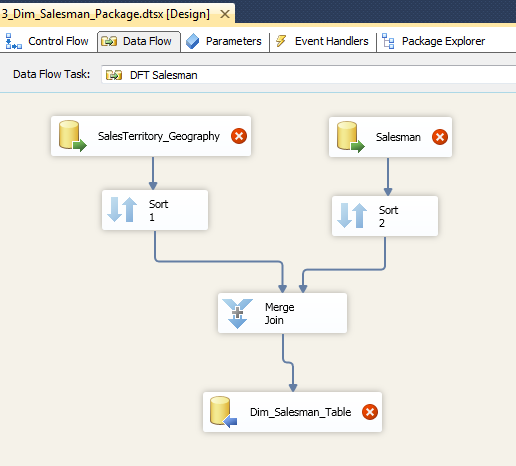 3_Dim_Salesman_Package.dtsx [Design]
Control Flow
Data Flow
Parameters
Event Handlers
Package Explorer
Data Flow Task:
DFT Salesman
SalesTerritory_Geography
Salesman
Sort
1
Sort
2
Merge
Join
Dim_Salesman_Table